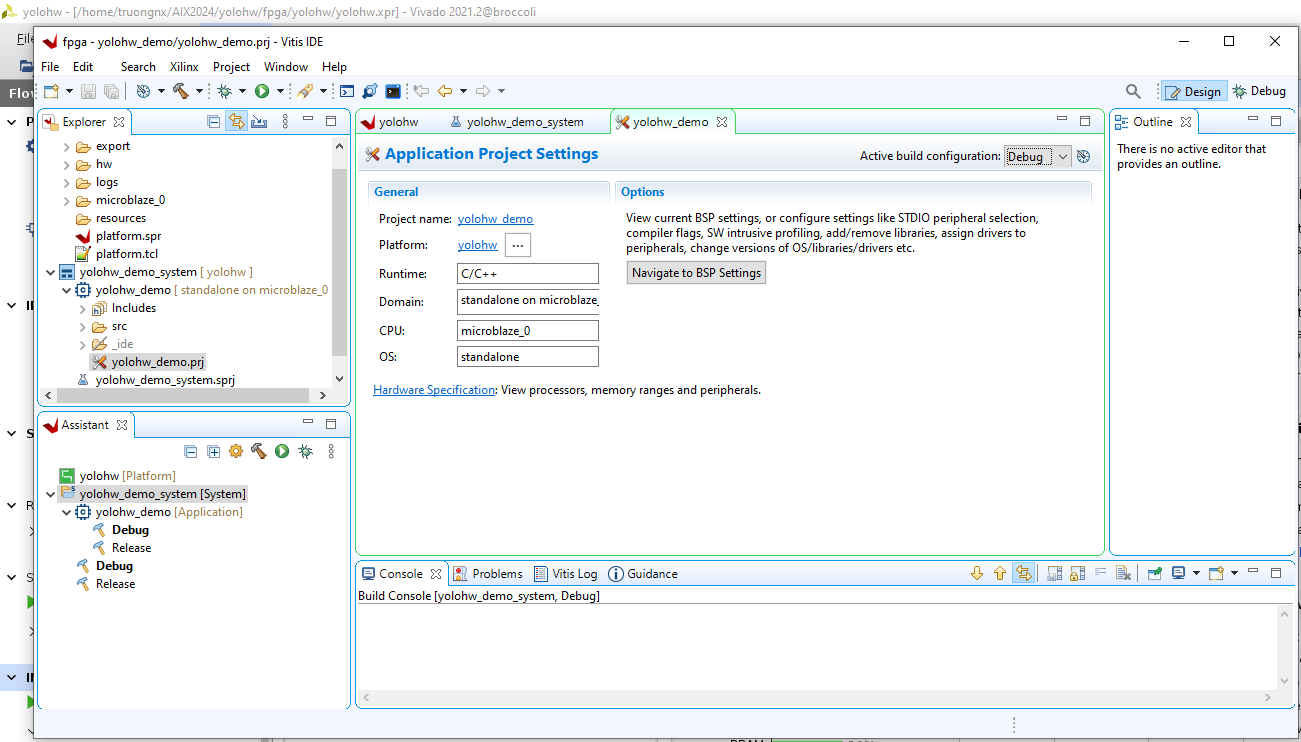 yolohw - [/home/truongnx/AIX2024/yolohw/fpga/yolohw/yolohw.xpr] - Vivado 2021.2@broccoli
fpga - yolohw_demo/yolohw_demo.prj - Vitis IDE
File Edit Search Xilinx Project Window Help
Design Debug
Explorer
export
hw
logs
microblaze_0
resources
platform.spr
platform.tcl
yolohw_demo_system [ yolohw ]
yolohw_demo [ standalone on microblaze_0
Includes
src
_ide
yolohw_demo.prj
yolohw_demo_system.sprj
Assistant
yolohw [Platform]
yolohw_demo_system [System]
yolohw_demo [Application]
Debug
Release
Debug
Release
yolohw yolohw_demo_system yolohw_demo
Application Project Settings
Active build configuration: Debug
General
Project name: yolohw_demo
Platform: yolohw ...
Runtime: C/C++
Domain: standalone on microblaze_
CPU: microblaze_0
OS: standalone
Hardware Specification: View processors, memory ranges and peripherals.
Options
View current BSP settings, or configure settings like STDIO peripheral selection,
compiler flags, SW intrusive profiling, add/remove libraries, assign drivers to
peripherals, change versions of OS/libraries/drivers etc.
Navigate to BSP Settings
Outline
There is no active editor that
provides an outline.
Console Problems Vitis Log Guidance
Build Console [yolohw_demo_system, Debug]